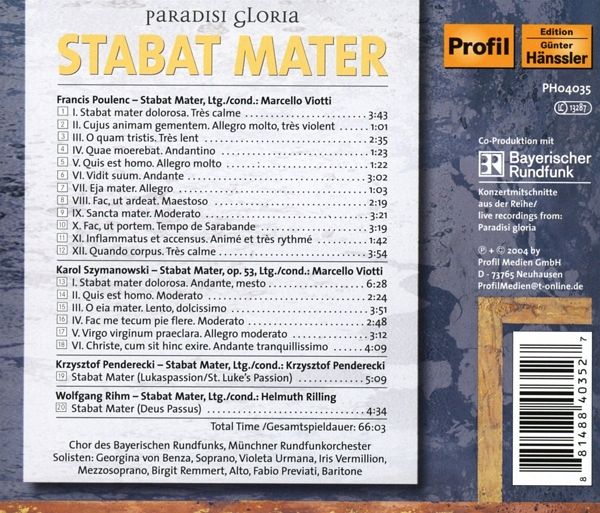 PARADISI GLORIA
STABAT MATER
Francis Poulenc – Stabat Mater, Ltg./cond.: Marcello Viotti
1 I. Stabat mater dolorosa. Très calme 3:43
2 II. Cujus animam gementem. Allegro molto, très violent 1:01
3 III. O quam tristis. Très lent 2:35
4 IV. Quae moerebat. Andantino 1:23
5 V. Quis est homo. Allegro molto 1:22
6 VI. Vidit suum. Andante 3:02
7 VII. Eja mater. Allegro 1:03
8 VIII. Fac, ut ardeat. Maestoso 2:19
9 IX. Sancta mater. Moderato 3:21
10 X. Fac, ut portem. Tempo de Sarabande 3:19
11 XI. Inflammatus et accensus. Animé et très rythmé 1:42
12 XII. Quando corpus. Très calme 3:54
Karol Szymanowski – Stabat Mater, op. 53, Ltg./cond.: Marcello Viotti
13 I. Stabat mater dolorosa. Andante, mesto 6:28
14 II. Quis est homo. Moderato 2:24
15 III. O eia mater. Lento, dolcissimo 3:51
16 IV. Fac me tecum pie flere. Moderato 2:48
17 V. Virgo virginum praeclara. Allegro moderato 3:12
18 VI. Christe, cum sit hinc exire. Andante tranquillissimo 4:09
Krzysztof Penderecki – Stabat Mater, Ltg./cond.: Krzysztof Penderecki
19 Stabat Mater (Lukaspassion/St. Luke's Passion) 5:09
Wolfgang Rihm – Stabat Mater, Ltg./cond.: Helmuth Rilling
20 Stabat Mater (Deus Passus) 4:34
Total Time /Gesamtspieldauer: 66:03
Chor des Bayerischen Rundfunks, Münchner Rundfunkorchester
Solisten: Georgina von Benza, Soprano, Violeta Urmana, Iris Vermillion,
Mezzosoprano, Birgit Remmert, Alto, Fabio Previati, Baritone
Profil
Edition
Günter
Hänssler
PH04035
LC 13287
Co-Produktion mit
BR Bayerischer
Rundfunk
Konzertmitschnitte
aus der Reihe/
live recordings from:
Paradisi gloria
℗ + © 2004 by
Profil Medien GmbH
D - 73765 Neuhausen
ProfilMedien@t-online.de
8 81488 40352 7